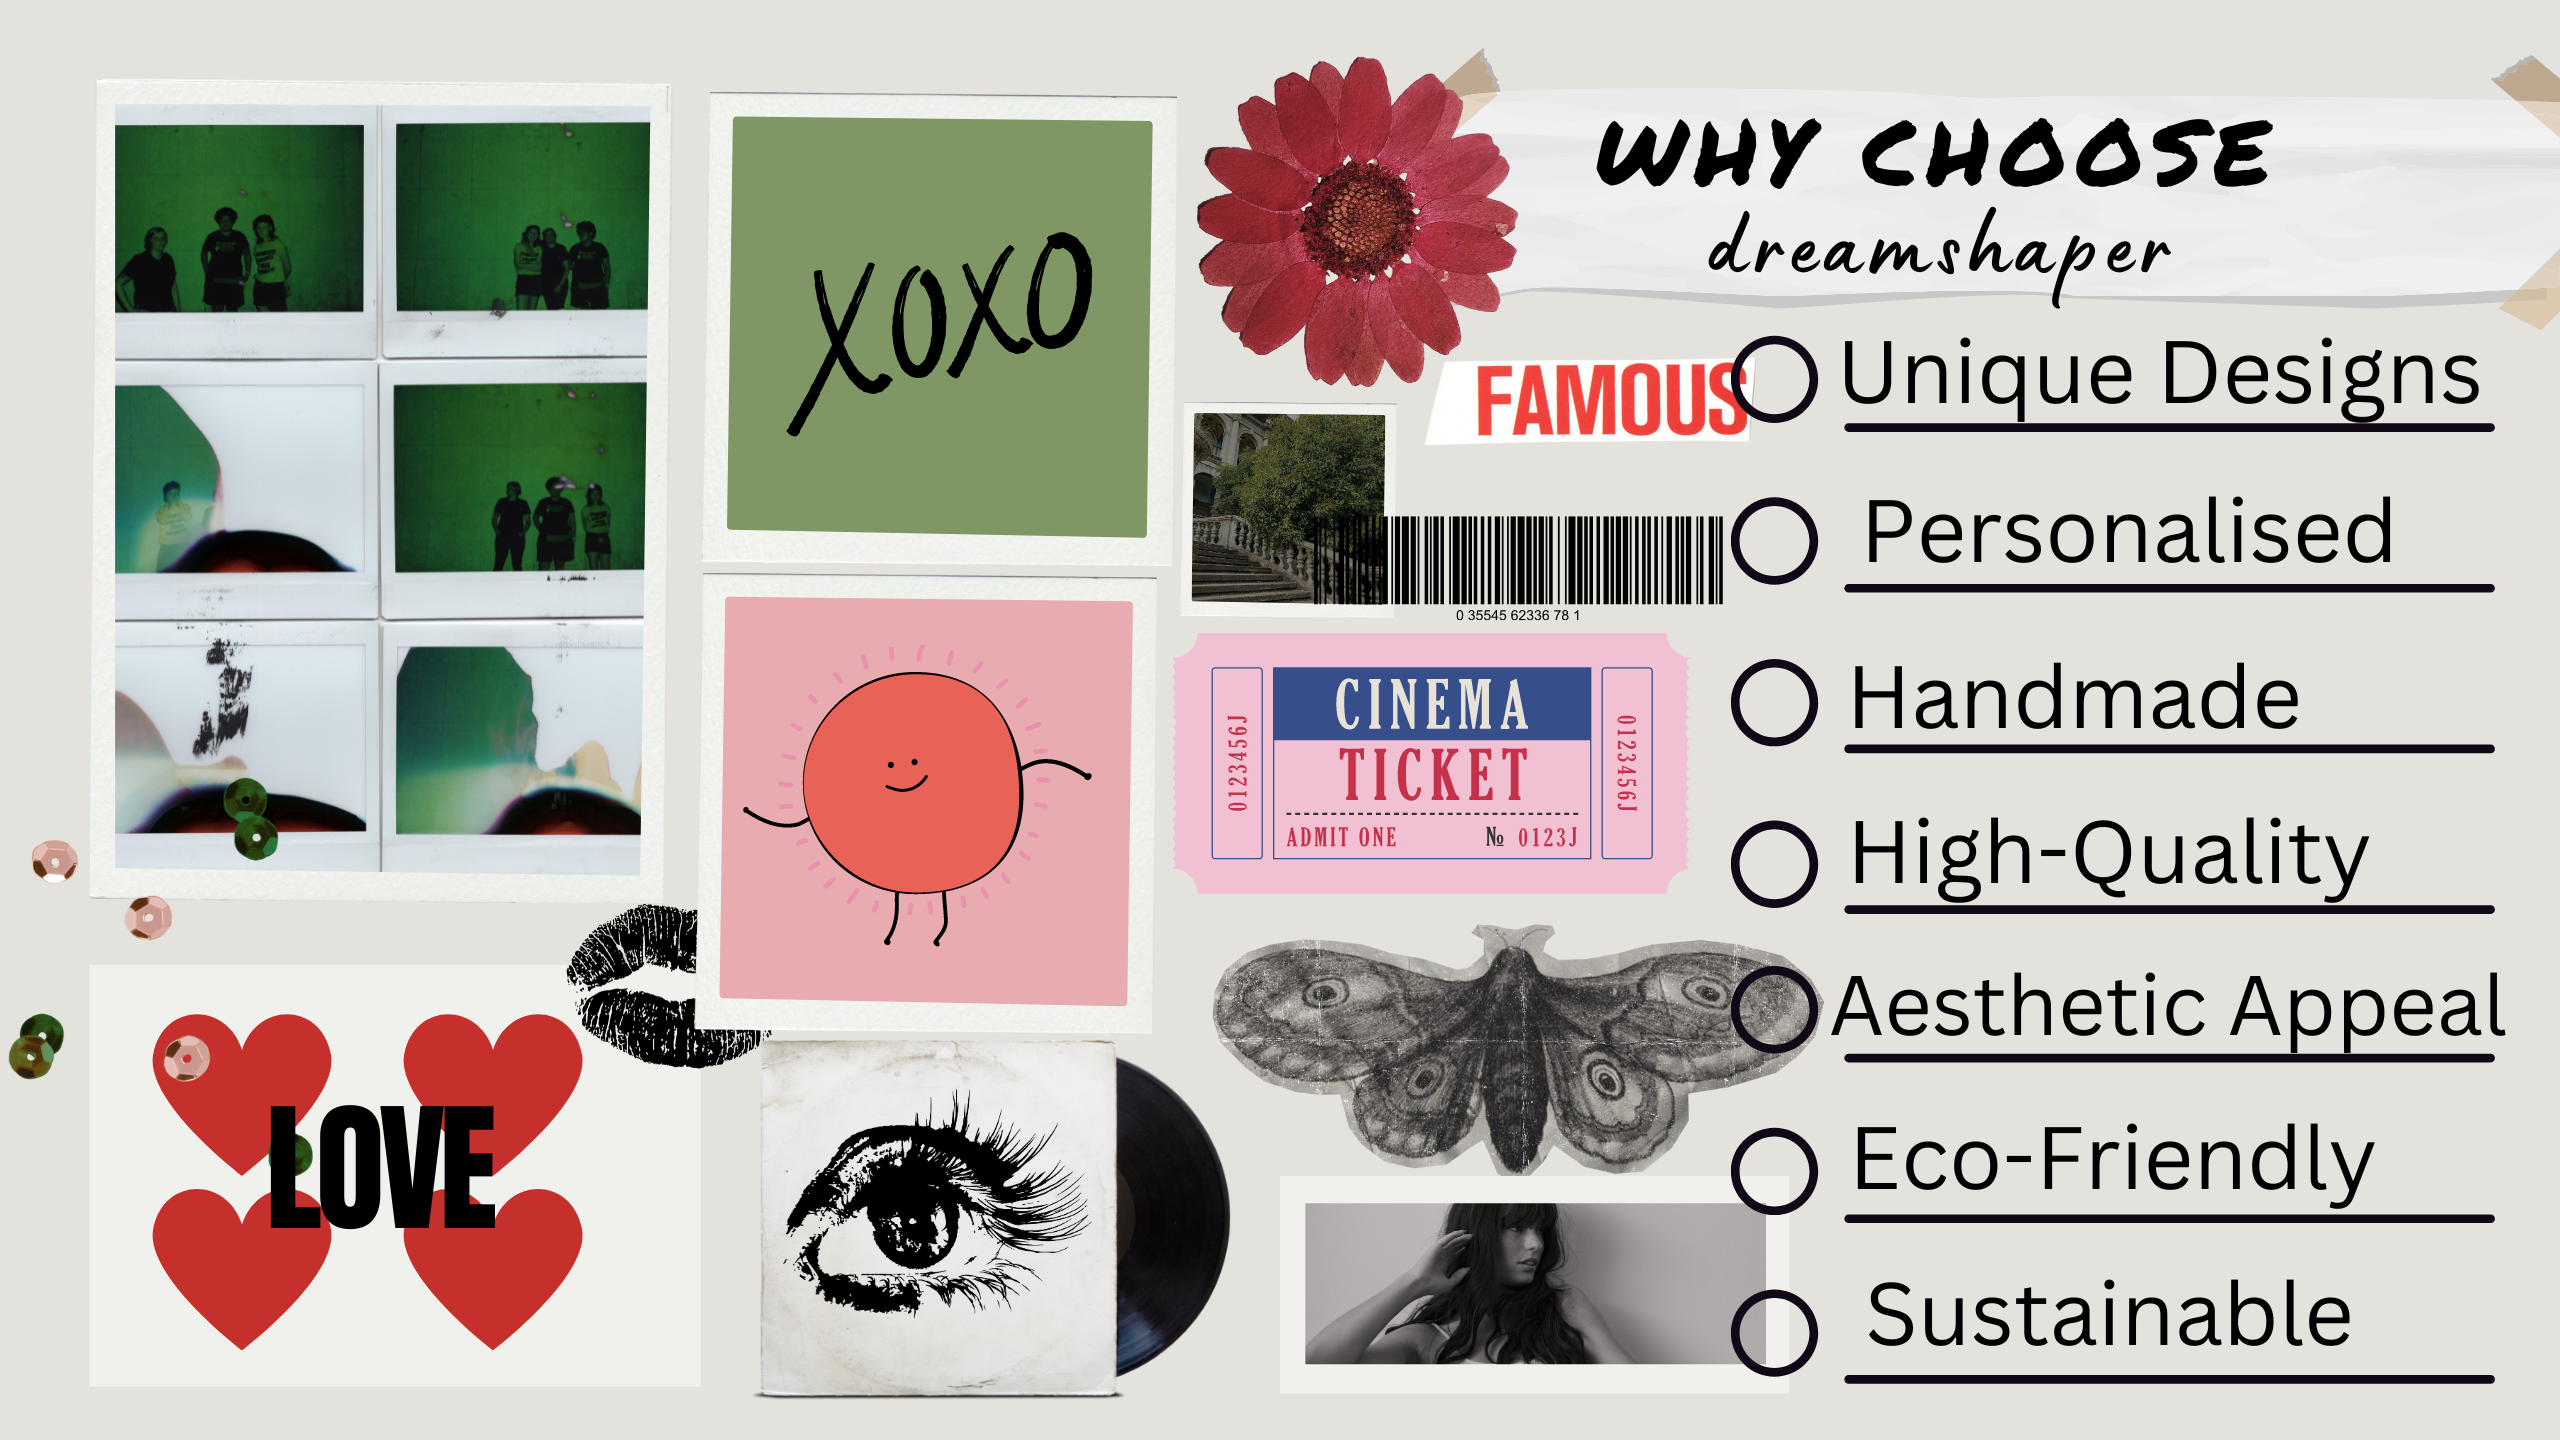 WHY CHOOSE
dreamshaper
XOXO
FAMOUS
Unique Designs
0 35545 62336 78 1
Personalised
CINEMA
TICKET
ADMIT ONE № 0123J
0123456J
0123456J
Handmade
High-Quality
Aesthetic Appeal
LOVE
Eco-Friendly
Sustainable